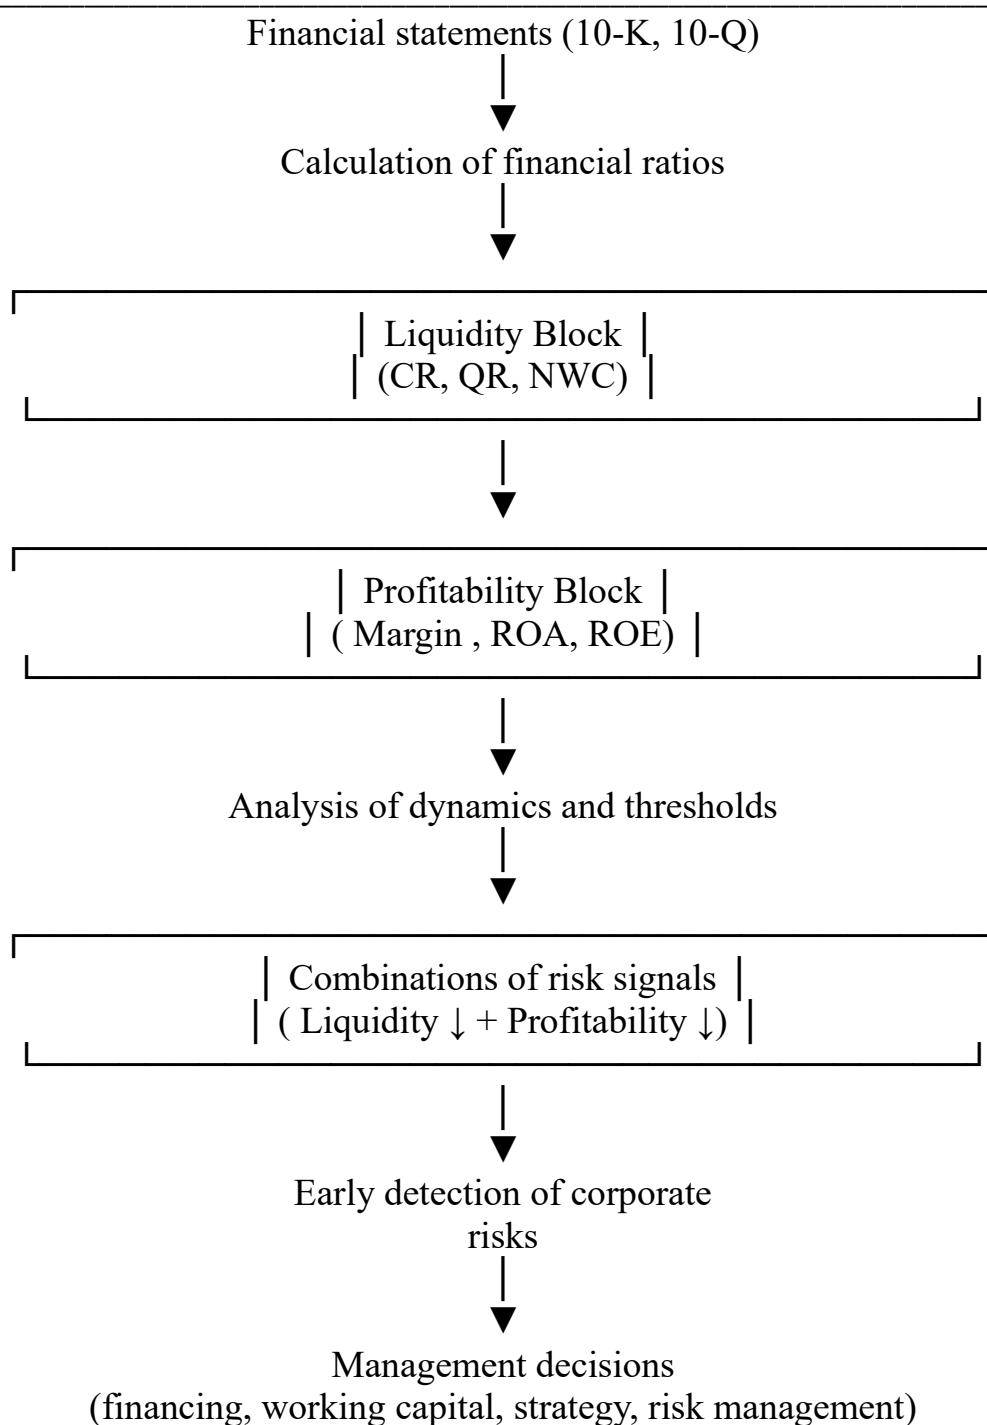 Financial statements (10-K, 10-Q)
Calculation of financial ratios
| Liquidity Block |
| (CR, QR, NWC) |
| Profitability Block |
| ( Margin , ROA, ROE) |
Analysis of dynamics and thresholds
| Combinations of risk signals |
| ( Liquidity ↓ + Profitability ↓) |
Early detection of corporate
risks
Management decisions
(financing, working capital, strategy, risk management)